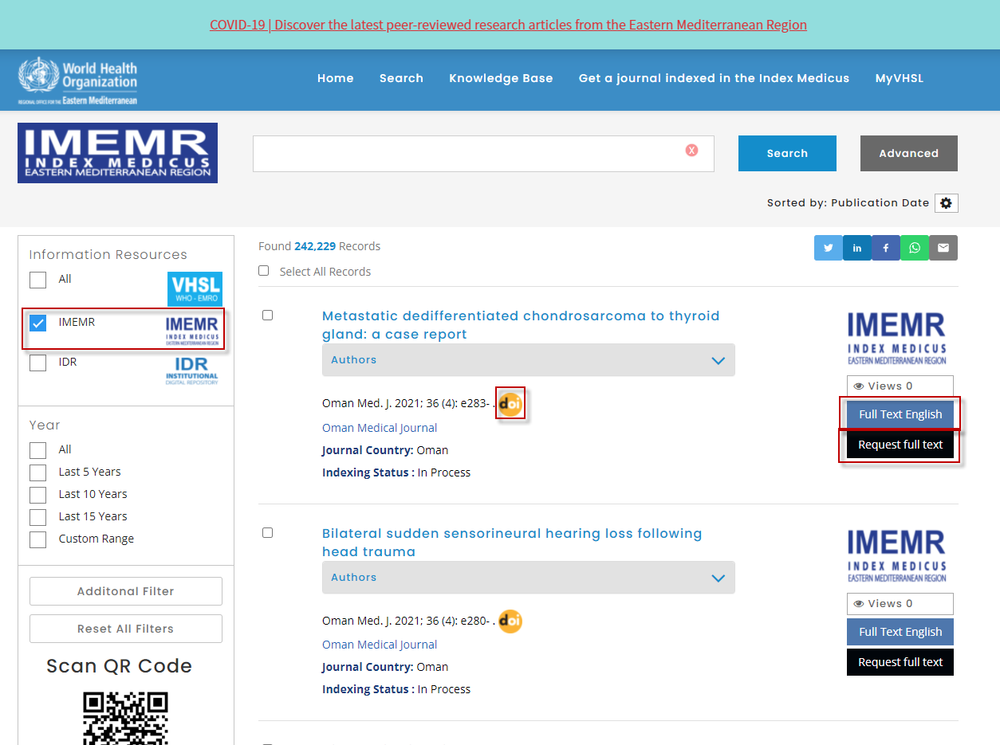 COVID-19 | Discover the latest peer-reviewed research articles from the Eastern Mediterranean Region
World Health
Organization
REGIONAL OFFICE FOR THE Eastern Mediterranean
Home Search Knowledge Base Get a journal indexed in the Index Medicus MyVHSL
IMEMR
INDEX MEDICUS
EASTERN MEDITERRANEAN REGION
X
Search
Advanced
Sorted by: Publication Date
Information Resources
All
VHSL
WHO - EMRO
IMEMR
IMEMR
INDEX MEDICUS
EASTERN MEDITERRANEAN REGION
IDR
IDR
INSTITUTIONAL
DIGITAL REPOSITORY
Year
All
Last 5 Years
Last 10 Years
Last 15 Years
Custom Range
Additonal Filter
Reset All Filters
Scan QR Code
Found 242,229 Records
in
f
Select All Records
Metastatic dedifferentiated chondrosarcoma to thyroid
gland: a case report
Authors
Oman Med. J. 2021; 36 (4): e283- . doi
Oman Medical Journal
Journal Country: Oman
Indexing Status : In Process
IMEMR
INDEX MEDICUS
EASTERN MEDITERRANEAN REGION
Views 0
Full Text English
Request full text
Bilateral sudden sensorineural hearing loss following
head trauma
Authors
Oman Med. J. 2021; 36 (4): e280- . doi
Oman Medical Journal
Journal Country: Oman
Indexing Status : In Process
IMEMR
INDEX MEDICUS
EASTERN MEDITERRANEAN REGION
Views 0
Full Text English
Request full text